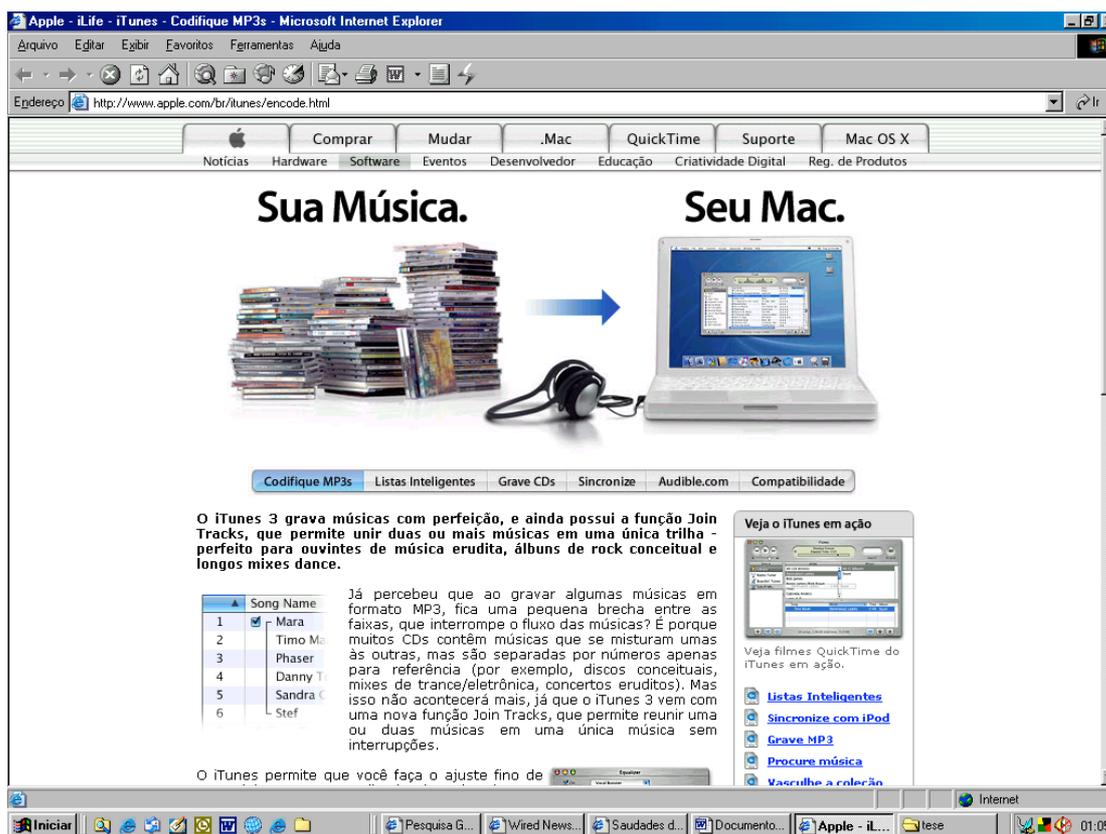 Apple - iLife - iTunes - Codifique MP3s - Microsoft Internet Explorer
Arquivo Editar Exibir Favoritos Ferramentas Ajuda
Endereço http://www.apple.com/br/itunes/encode.html Ir
Comprar Mudar .Mac QuickTime Suporte Mac OS X
Notícias Hardware Software Eventos Desenvolvedor Educação Criatividade Digital Reg. de Produtos
Sua Música. Seu Mac.
Codifique MP3s Listas Inteligentes Grave CDs Sincronize Audible.com Compatibilidade
O iTunes 3 grava músicas com perfeição, e ainda possui a função Join
Tracks, que permite unir duas ou mais músicas em uma única trilha -
perfeito para ouvintes de música erudita, álbuns de rock conceitual e
longos mixes dance.
Song Name
1 Mara
2 Timo Ma
3 Phaser
4 Danny T
5 Sandra C
6 Stef
Já percebeu que ao gravar algumas músicas em
formato MP3, fica uma pequena brecha entre as
faixas, que interrompe o fluxo das músicas? É porque
muitos CDs contêm músicas que se misturam umas
às outras, mas são separadas por números apenas
para referência (por exemplo, discos conceituais,
mixes de trance/eletrônica, concertos eruditos). Mas
isso não acontecerá mais, já que o iTunes 3 vem com
uma nova função Join Tracks, que permite reunir uma
ou duas músicas em uma única música sem
interrupções.
O iTunes permite que você faça o ajuste fino de
Equalizer
Veja o iTunes em ação
Veja filmes QuickTime do
iTunes em ação.
Listas Inteligentes
Sincronize com iPod
Grave MP3
Procure música
Vasculhe a coleção
Internet
Iniciar Pesquisa G... Wired News... Saudades d... Documento... Apple - iL... tese 01:05